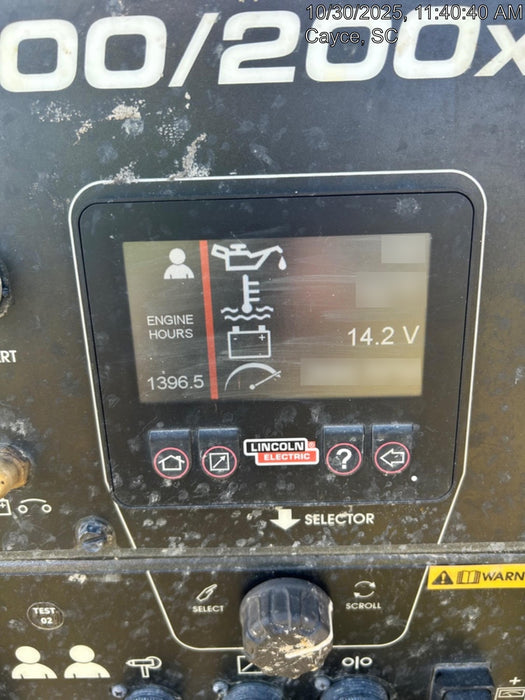 10/30/2025, 11:40:40 AM
Cayce, SC
00/200x
ENGINE
HOURS
14.2 V
1396.5
LINCOLN®
ELECTRIC
?
SELECTOR
WARN
SELECT
SCROLL
TEST
02